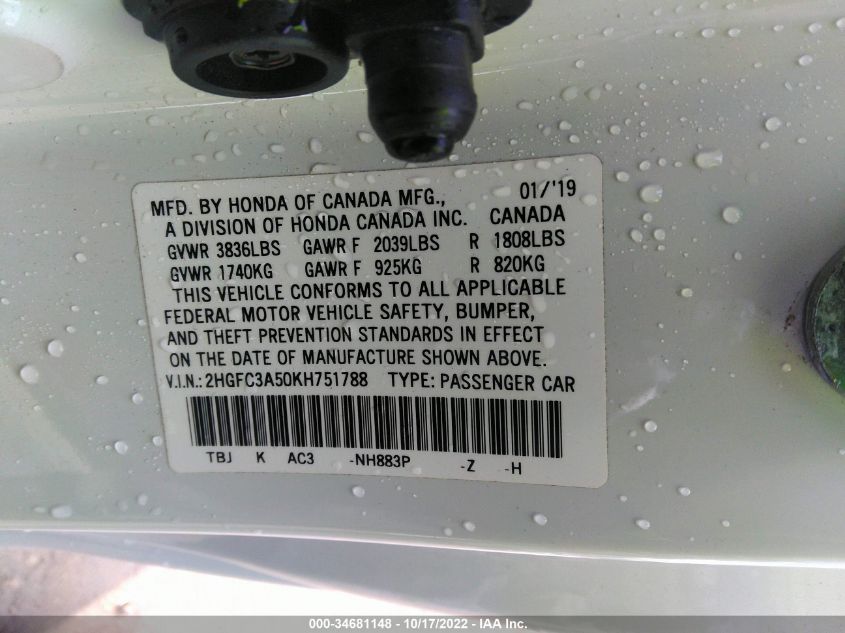 MFD. BY HONDA OF CANADA MFG., 01/'19
A DIVISION OF HONDA CANADA INC. CANADA
GVWR 3836LBS GAWR F 2039LBS R 1808LBS
GVWR 1740KG GAWR F 925KG R 820KG
THIS VEHICLE CONFORMS TO ALL APPLICABLE
FEDERAL MOTOR VEHICLE SAFETY, BUMPER,
AND THEFT PREVENTION STANDARDS IN EFFECT
ON THE DATE OF MANUFACTURE SHOWN ABOVE.
V.I.N.: 2HGFC3A50KH751788 TYPE: PASSENGER CAR
TBJ K AC3 -NH883P -Z -H
000-34681148 - 10/17/2022 - IAA Inc.